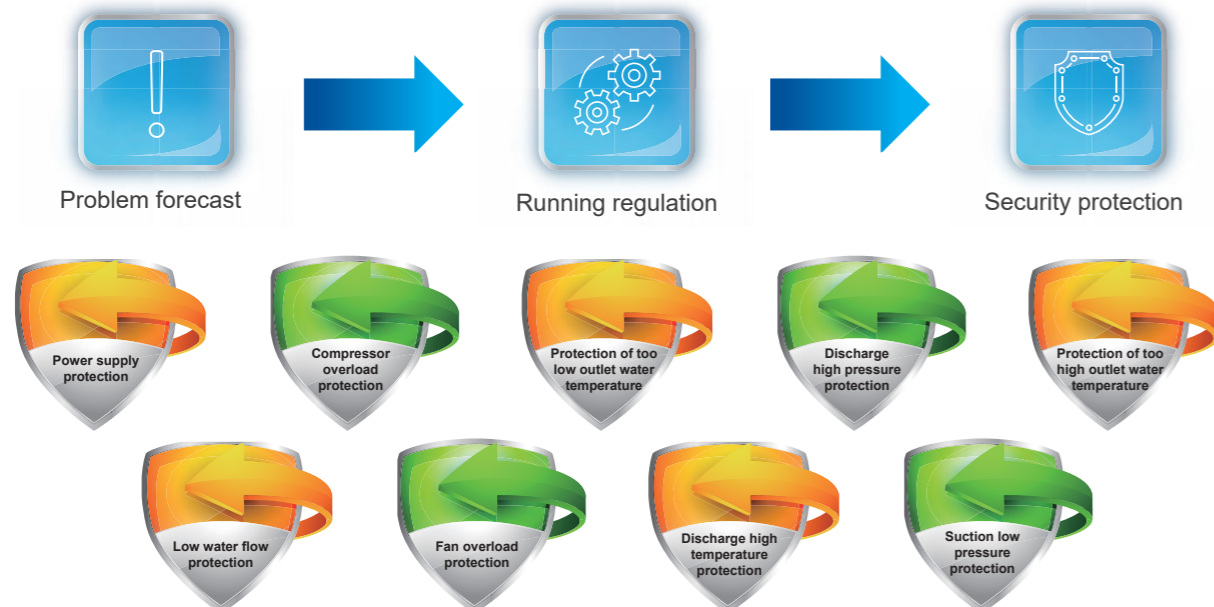 Problem forecast
Running regulation
Security protection
Power supply
protection
Compressor
overload
protection
Protection of too
low outlet water
temperature
Discharge
high pressure
protection
Protection of too
high outlet water
temperature
Low water flow
protection
Fan overload
protection
Discharge high
temperature
protection
Suction low
pressure
protection